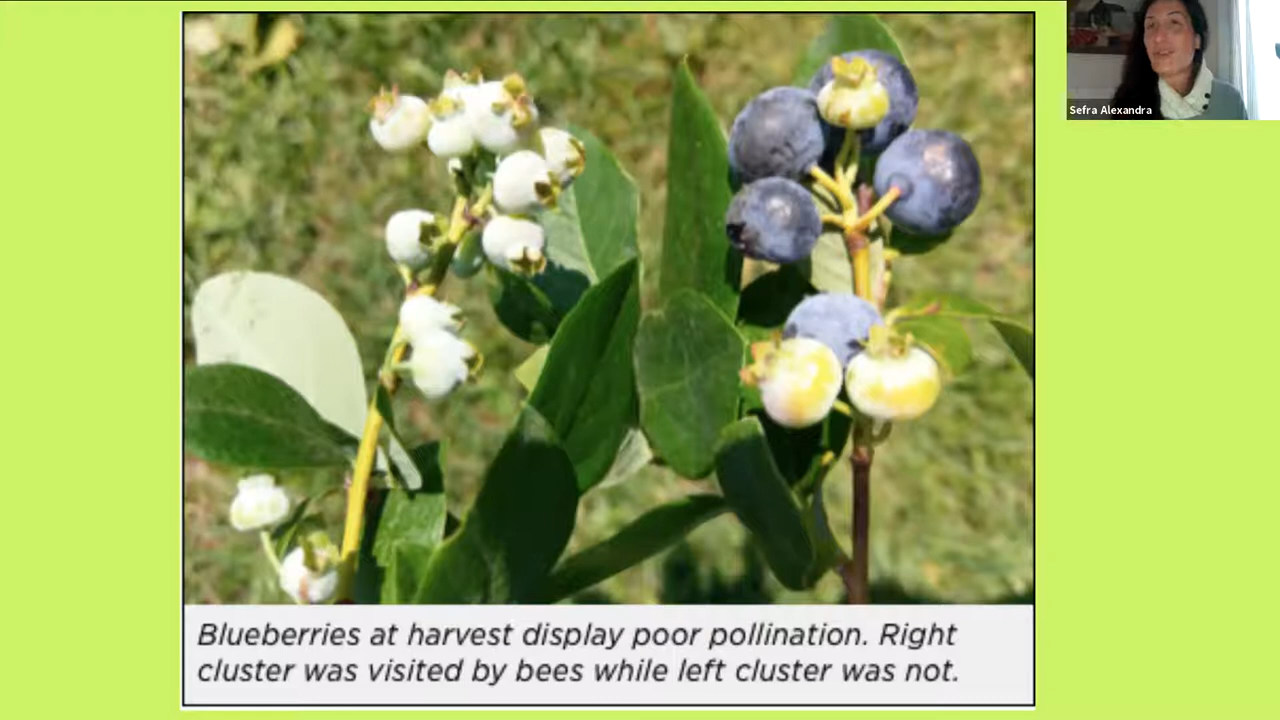 Sefra Alexandra
Blueberries at harvest display poor pollination. Right
cluster was visited by bees while left cluster was not.